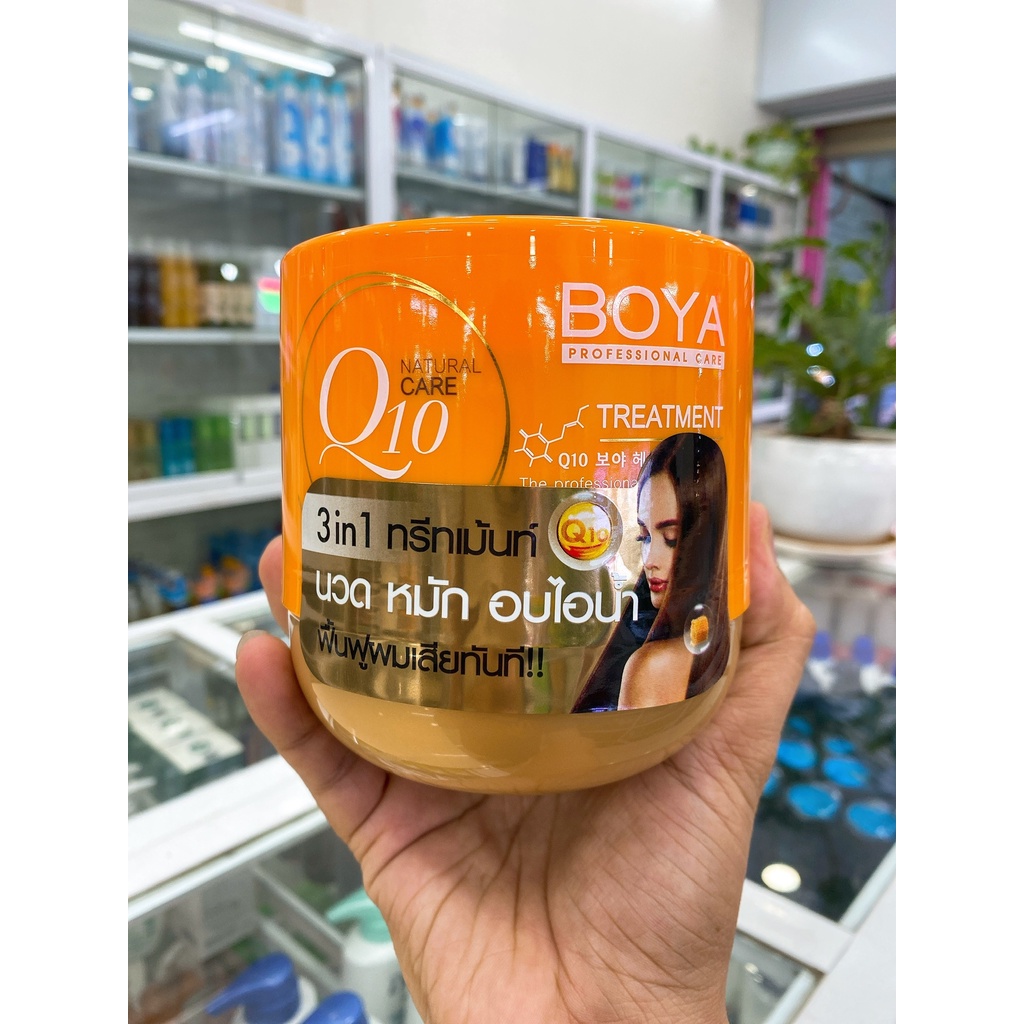 BOYA
PROFESSIONAL CARE
NATURAL
CARE
Q10
TREATMENT
Q10 보야 헤
The professional
3in1 ทรีทเม้นท์
Q10
นวด หมัก อบไอน้ำ
ฟื้นฟูผมเสียทันที!!